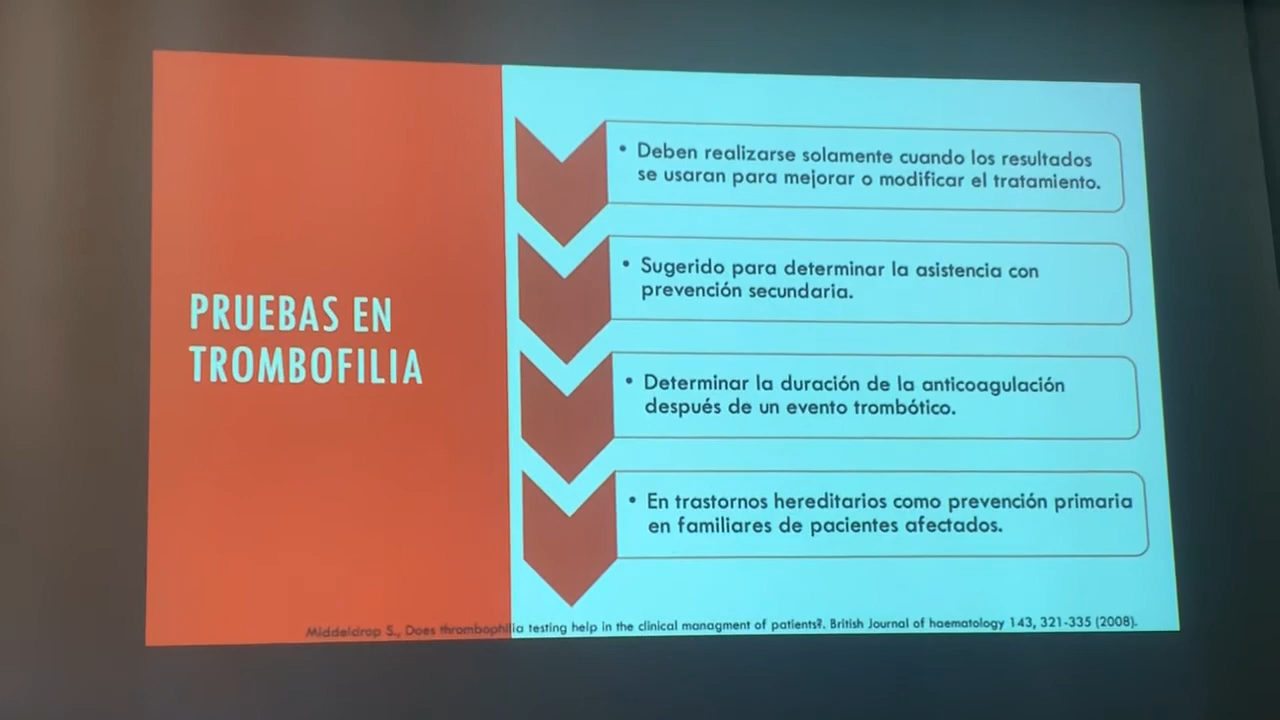 PRUEBAS EN
TROMBOFILIA
• Deben realizarse solamente cuando los resultados
se usaran para mejorar o modificar el tratamiento.
• Sugerido para determinar la asistencia con
prevención secundaria.
• Determinar la duración de la anticoagulación
después de un evento trombótico.
• En trastornos hereditarios como prevención primaria
en familiares de pacientes afectados.
Middeldrop S., Does thrombophilia testing help in the clinical managment of patients?. British Journal of haematology 143, 321-335 (2008).